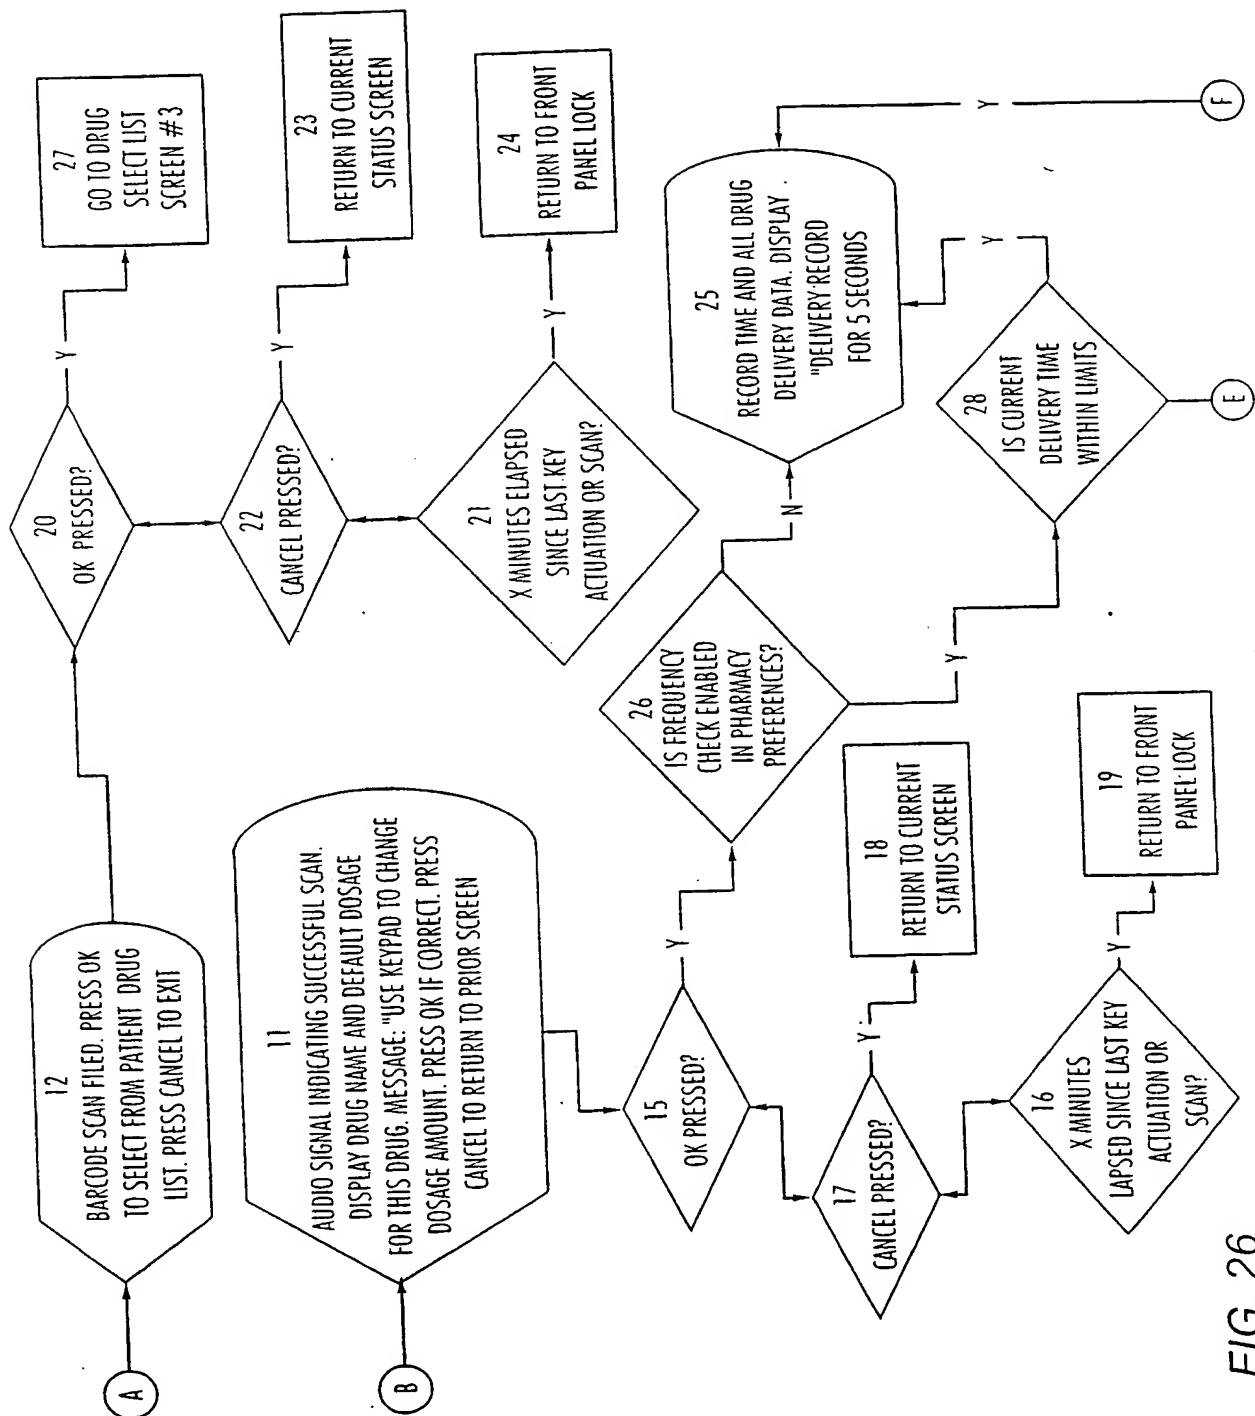 A
12
BARCODE SCAN FILED. PRESS OK
TO SELECT FROM PATIENT DRUG
LIST. PRESS CANCEL TO EXIT
20
OK PRESSED?
Y
27
GO TO DRUG
SELECT LIST
SCREEN #3
22
CANCEL PRESSED?
Y
23
RETURN TO CURRENT
STATUS SCREEN
21
X MINUTES ELAPSED
SINCE LAST KEY
ACTUATION OR SCAN?
Y
24
RETURN TO FRONT
PANEL LOCK
B
11
AUDIO SIGNAL INDICATING SUCCESSFUL SCAN.
DISPLAY DRUG NAME AND DEFAULT DOSAGE
FOR THIS DRUG. MESSAGE: "USE KEYPAD TO CHANGE
DOSAGE AMOUNT. PRESS OK IF CORRECT. PRESS
CANCEL TO RETURN TO PRIOR SCREEN
15
OK PRESSED?
Y
26
IS FREQUENCY
CHECK ENABLED
IN PHARMACY
PREFERENCES?
N
25
RECORD TIME AND ALL DRUG
DELIVERY DATA. DISPLAY .
"DELIVERY RECORD
FOR 5 SECONDS
Y
F
Y
28
IS CURRENT
DELIVERY TIME
WITHIN LIMITS
Y
E
17
CANCEL PRESSED?
Y
18
RETURN TO CURRENT
STATUS SCREEN
16
X MINUTES
LAPSED SINCE LAST KEY
ACTUATION OR
SCAN?
Y
19
RETURN TO FRONT
PANEL LOCK
FIG. 26